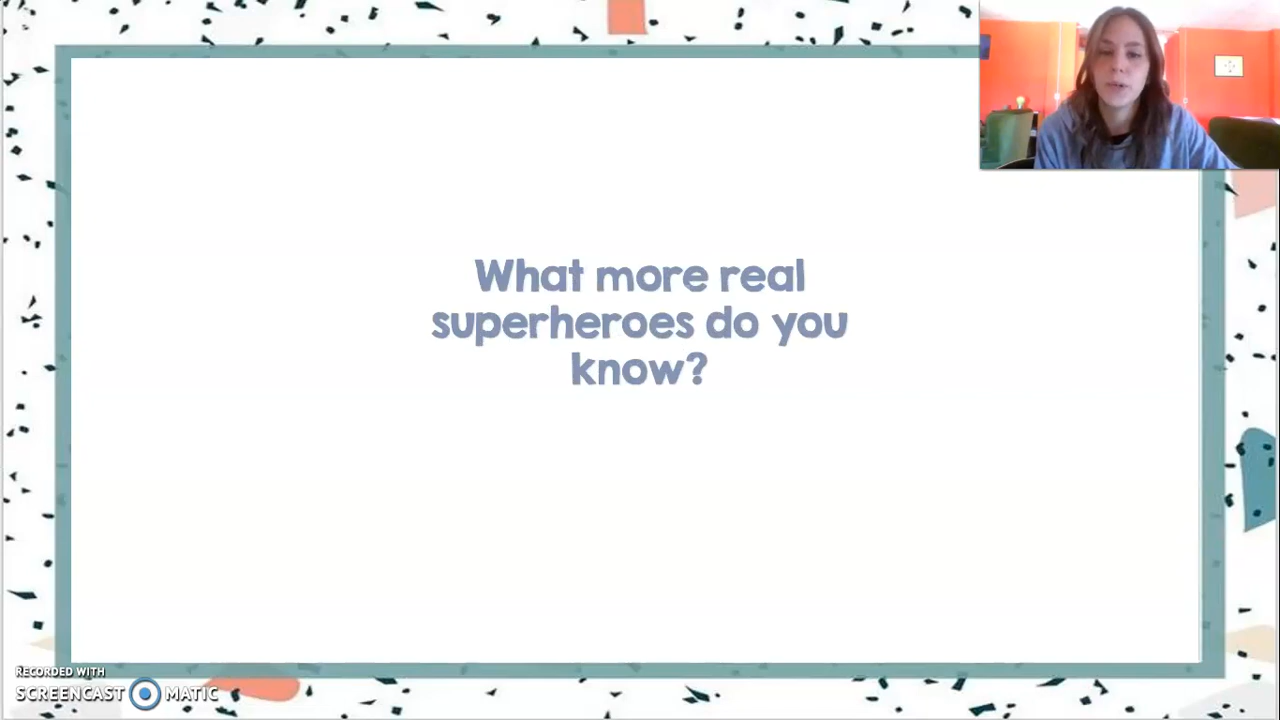 What more real
superheroes do you
know?
RECORDED WITH
SCREENCAST MATIC